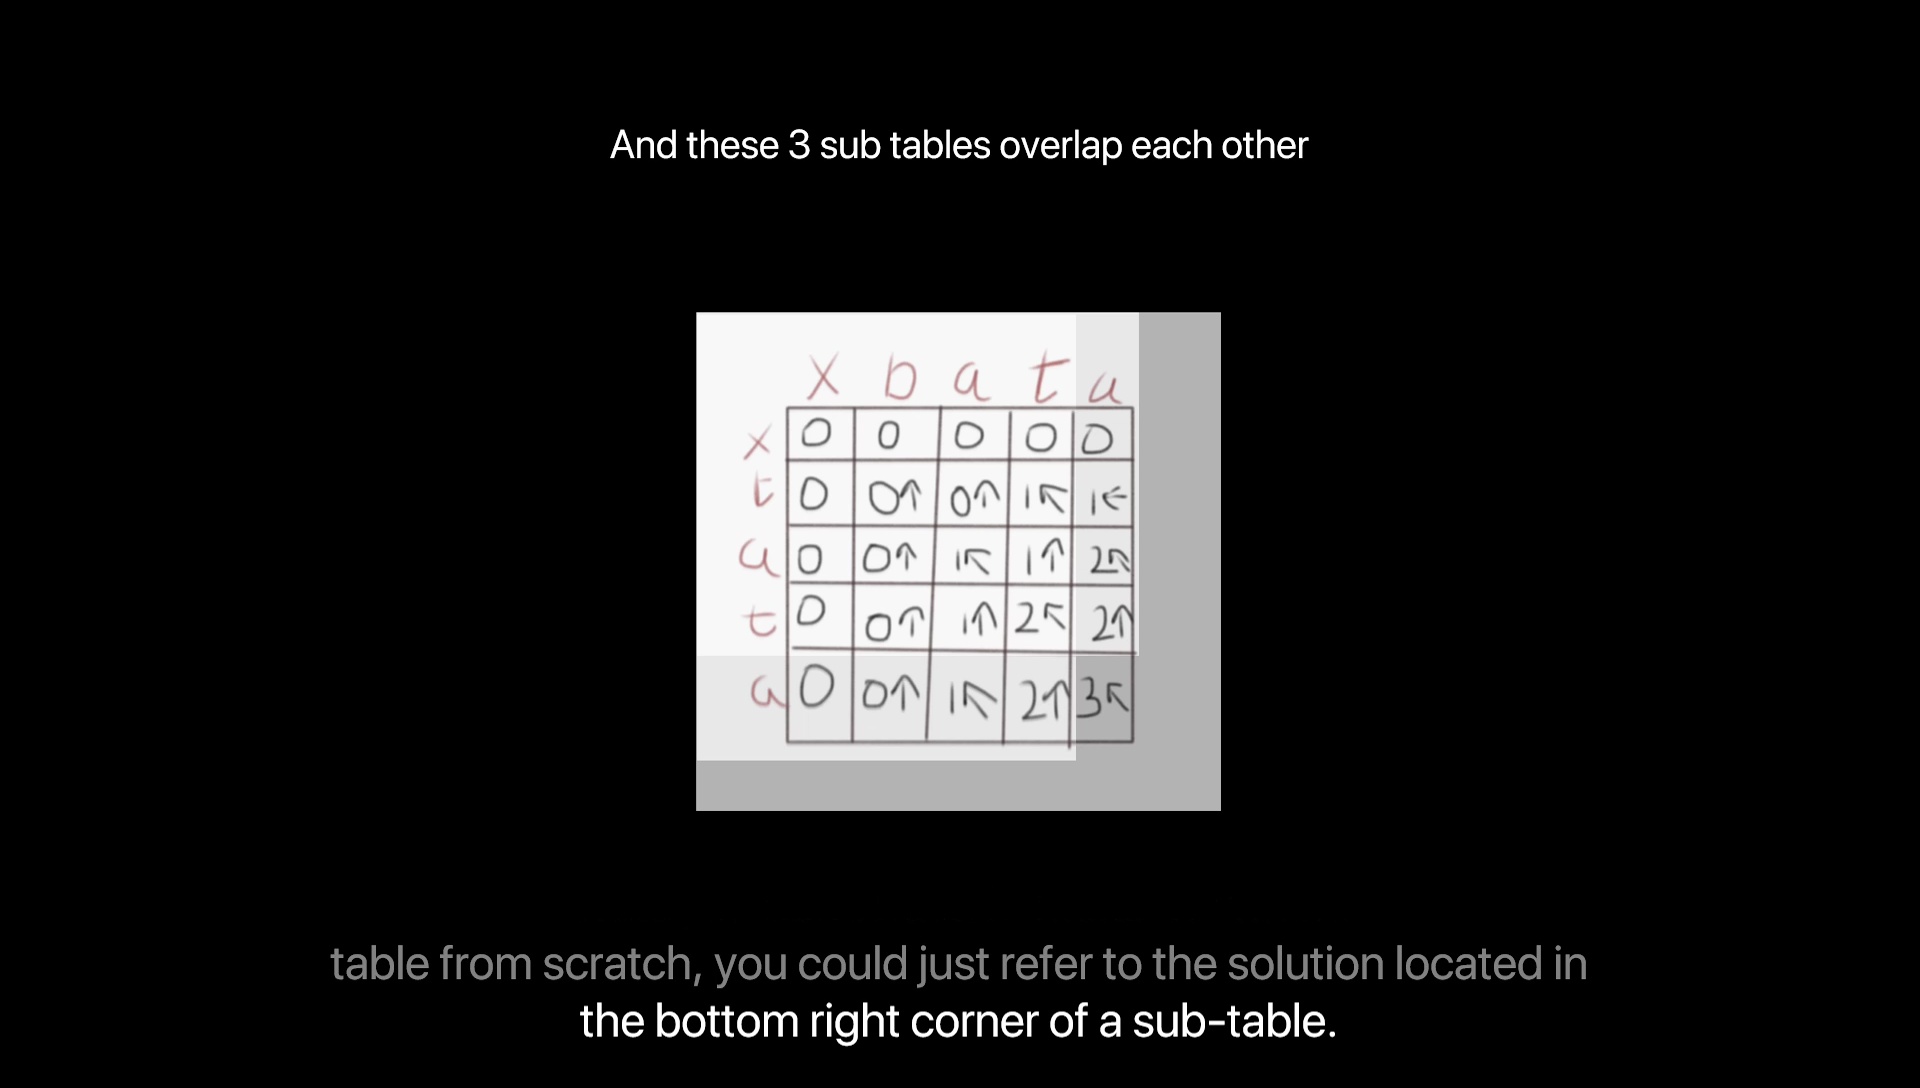 And these 3 sub tables overlap each other
x b a t a
x 0 0 0 0 0
t 0 0↑ 0↑ 1↖ 1←
a 0 0↑ 1↖ 1↑ 2↖
t 0 0↑ 1↑ 2↖ 2↑
a 0 0↑ 1↖ 2↑ 3↖
table from scratch, you could just refer to the solution located in
the bottom right corner of a sub-table.